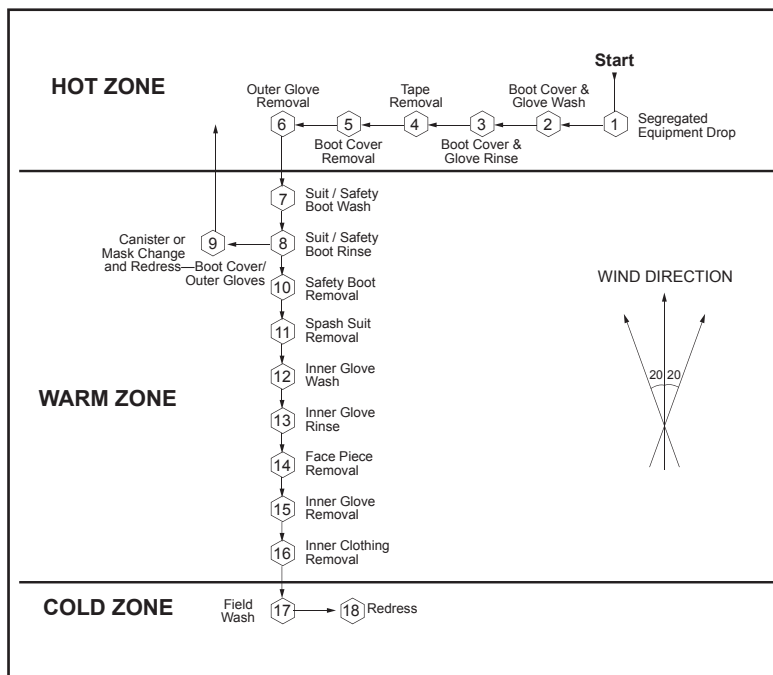 HOT ZONE
Start
1
Segregated
Equipment Drop
2
Boot Cover &
Glove Wash
3
Boot Cover &
Glove Rinse
4
Tape
Removal
5
Boot Cover
Removal
6
Outer Glove
Removal
WARM ZONE
7
Suit / Safety
Boot Wash
8
Suit / Safety
Boot Rinse
9
Canister or
Mask Change
and Redress—Boot Cover/
Outer Gloves
10
Safety Boot
Removal
11
Spash Suit
Removal
12
Inner Glove
Wash
13
Inner Glove
Rinse
14
Face Piece
Removal
15
Inner Glove
Removal
16
Inner Clothing
Removal
WIND DIRECTION
20 20
COLD ZONE
17
Field
Wash
18 Redress